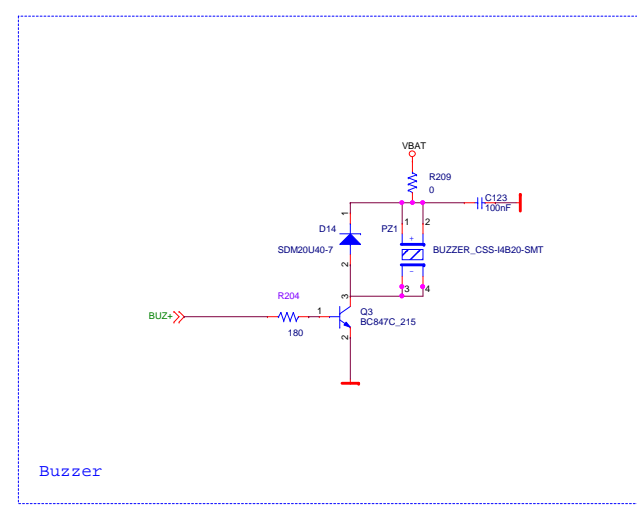 VBAT
R209
0
C123
100nF
1
D14
SDM20U40-7
2
PZ1
1
2
+
BUZZER_CSS-I4B20-SMT
-
3
4
R204
BUZ+
180
1
3
Q3
BC847C_215
2
Buzzer